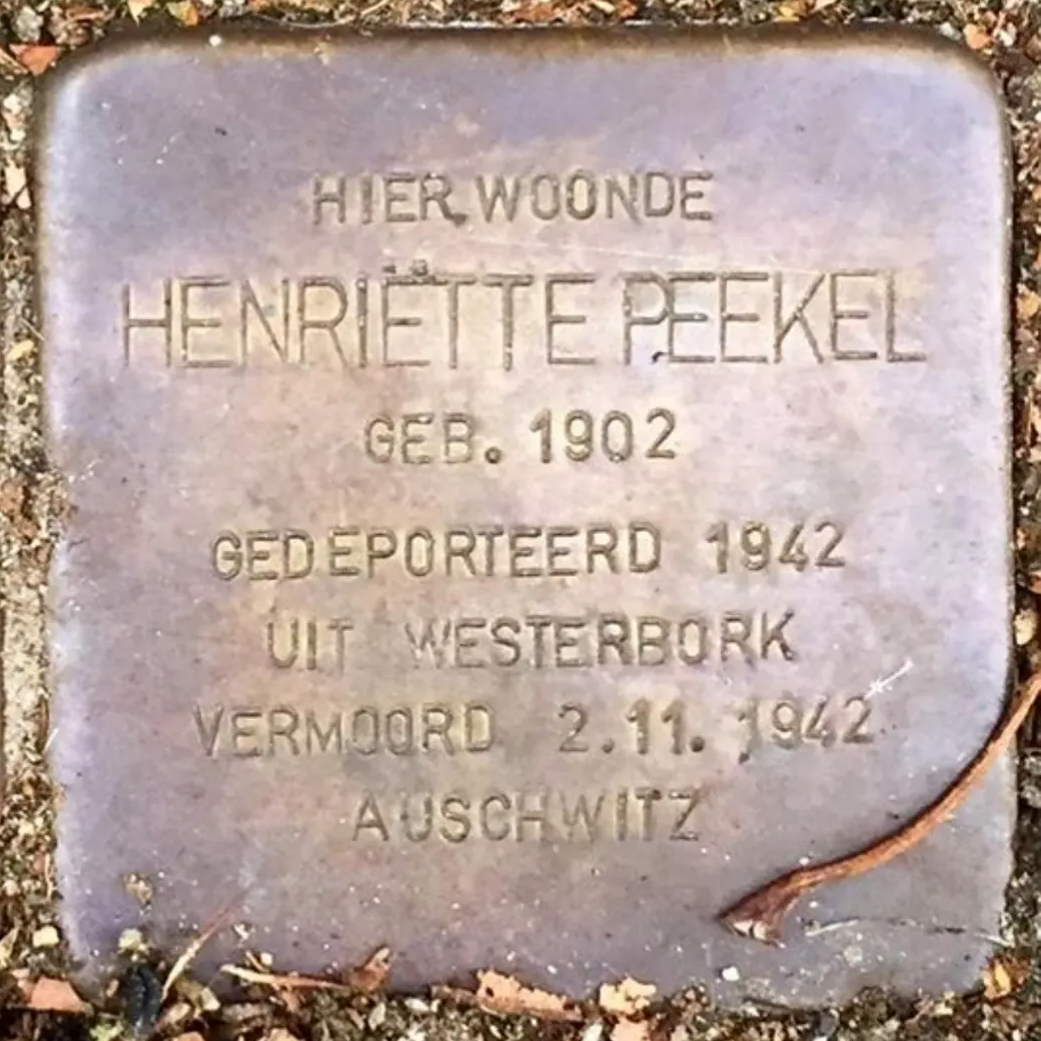 HIER WOONDE
HENRIËTTE PEEKEL
GEB. 1902
GEDEPORTEERD 1942
UIT WESTERBORK
VERMOORD 2.11.1942
AUSCHWITZ